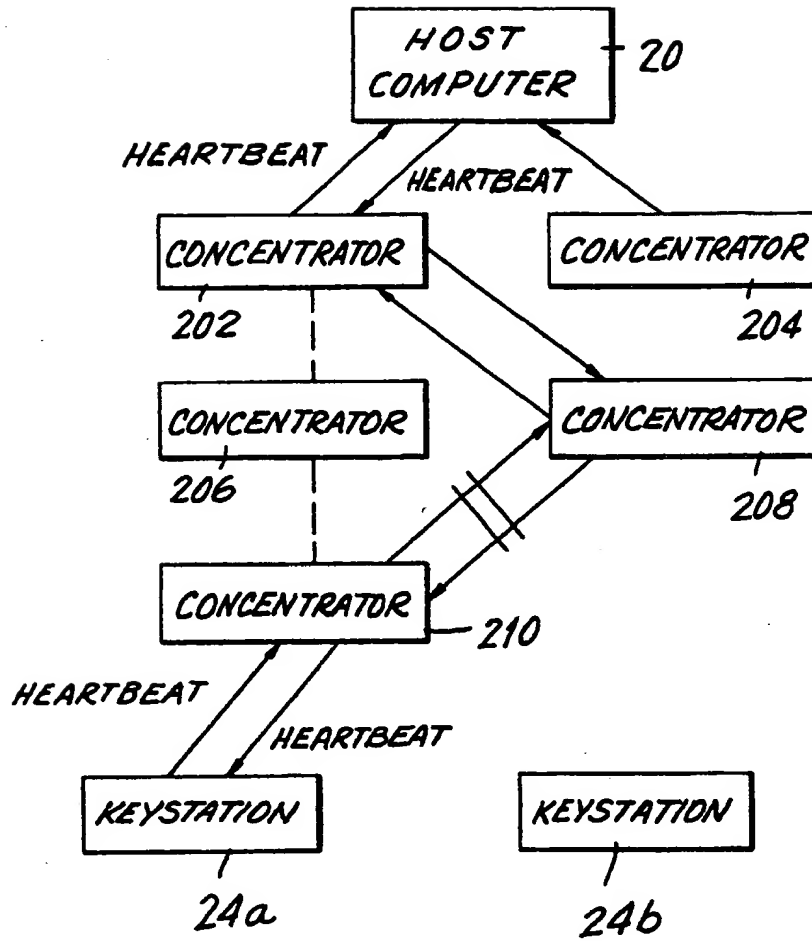 HOST
COMPUTER
20
HEARTBEAT
HEARTBEAT
CONCENTRATOR
CONCENTRATOR
202
204
CONCENTRATOR
CONCENTRATOR
206
208
CONCENTRATOR
210
HEARTBEAT
HEARTBEAT
KEYSTATION
KEYSTATION
24a
24b